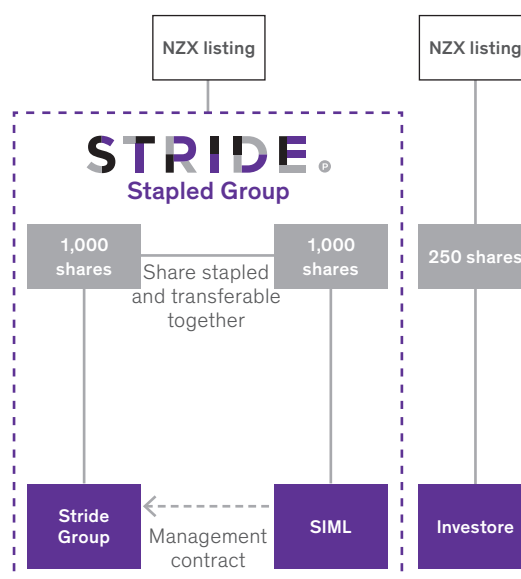 NZX listing
NZX listing
STRIDE P
Stapled Group
1,000
shares
1,000
shares
250 shares
Share stapled
and transferable
together
Stride
Group
SIML
Investore
Management
contract